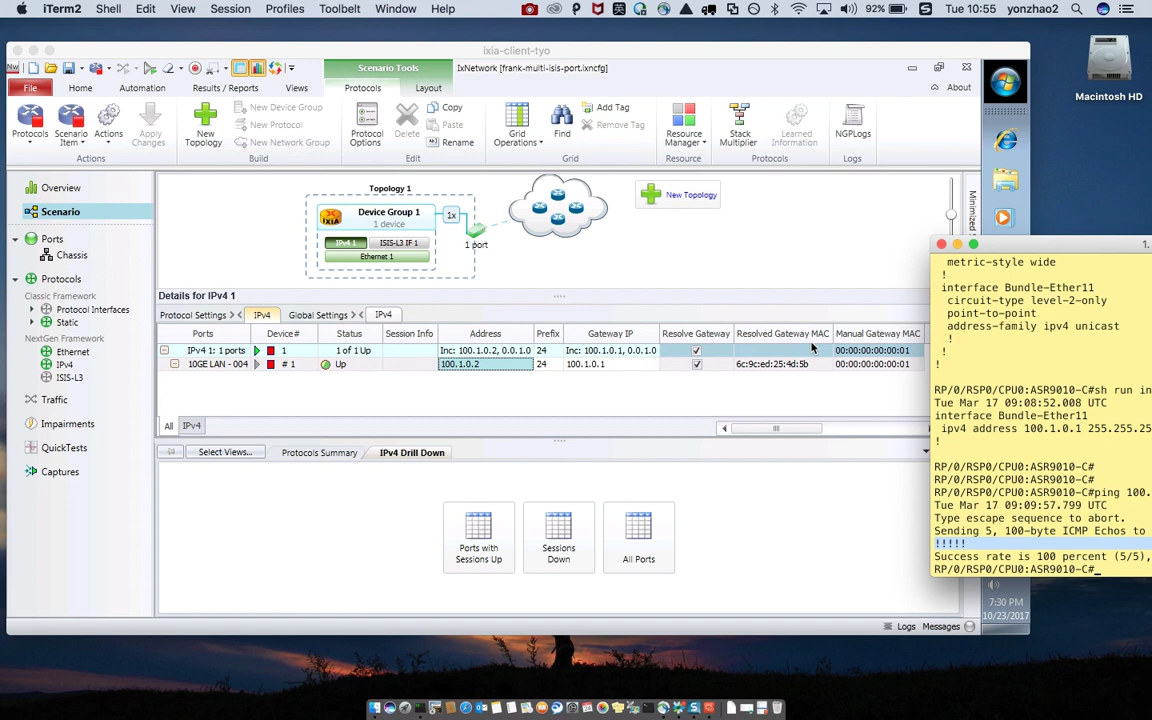 iTerm2 Shell Edit View Session Profiles Toolbelt Window Help 92% Tue 10:55 yonzhao2
ixia-client-tyo
Scenario Tools IxNetwork [frank-multi-isis-port.ixncfg]
File Home Automation Results / Reports Views Protocols Layout About
Protocols
Scenario Item
Actions
Apply Changes
Actions
New Topology
New Device Group
New Protocol
New Network Group
Build
Protocol Options
Delete
Copy
Paste
Rename
Edit
Grid Operations
Find
Add Tag
Remove Tag
Grid
Resource Manager
Resource
Stack Multiplier
Learned Information
Protocols
NGPLogs
Logs
Macintosh HD
Overview
Scenario
Ports
Chassis
Protocols
Classic Framework
Protocol Interfaces
Static
NextGen Framework
Ethernet
IPv4
ISIS-L3
Traffic
Impairments
QuickTests
Captures
Topology 1
IXIA
Device Group 1
1 device
1x
IPv4 1 ISIS-L3 IF 1
Ethernet 1
1 port
New Topology
Minimized
Details for IPv4 1
Protocol Settings IPv4 Global Settings IPv4
Ports Device# Status Session Info Address Prefix Gateway IP Resolve Gateway Resolved Gateway MAC Manual Gateway MAC
IPv4 1: 1 ports 1 1 of 1 Up Inc: 100.1.0.2, 0.0.1.0 24 Inc: 100.1.0.1, 0.0.1.0 00:00:00:00:00:01
10GE LAN - 004 # 1 Up 100.1.0.2 24 100.1.0.1 6c:9c:ed:25:4d:5b 00:00:00:00:00:01
All IPv4
Select Views... Protocols Summary IPv4 Drill Down
Ports with Sessions Up
Sessions Down
All Ports
Logs Messages
1.
metric-style wide
!
interface Bundle-Ether11
circuit-type level-2-only
point-to-point
address-family ipv4 unicast
!
!
!
RP/0/RSP0/CPU0:ASR9010-C#sh run in
Tue Mar 17 09:08:52.008 UTC
interface Bundle-Ether11
ipv4 address 100.1.0.1 255.255.25
!
RP/0/RSP0/CPU0:ASR9010-C#
RP/0/RSP0/CPU0:ASR9010-C#
RP/0/RSP0/CPU0:ASR9010-C#ping 100.
Tue Mar 17 09:09:57.799 UTC
Type escape sequence to abort.
Sending 5, 100-byte ICMP Echos to
!!!!!
Success rate is 100 percent (5/5),
RP/0/RSP0/CPU0:ASR9010-C#
7:30 PM
10/23/2017